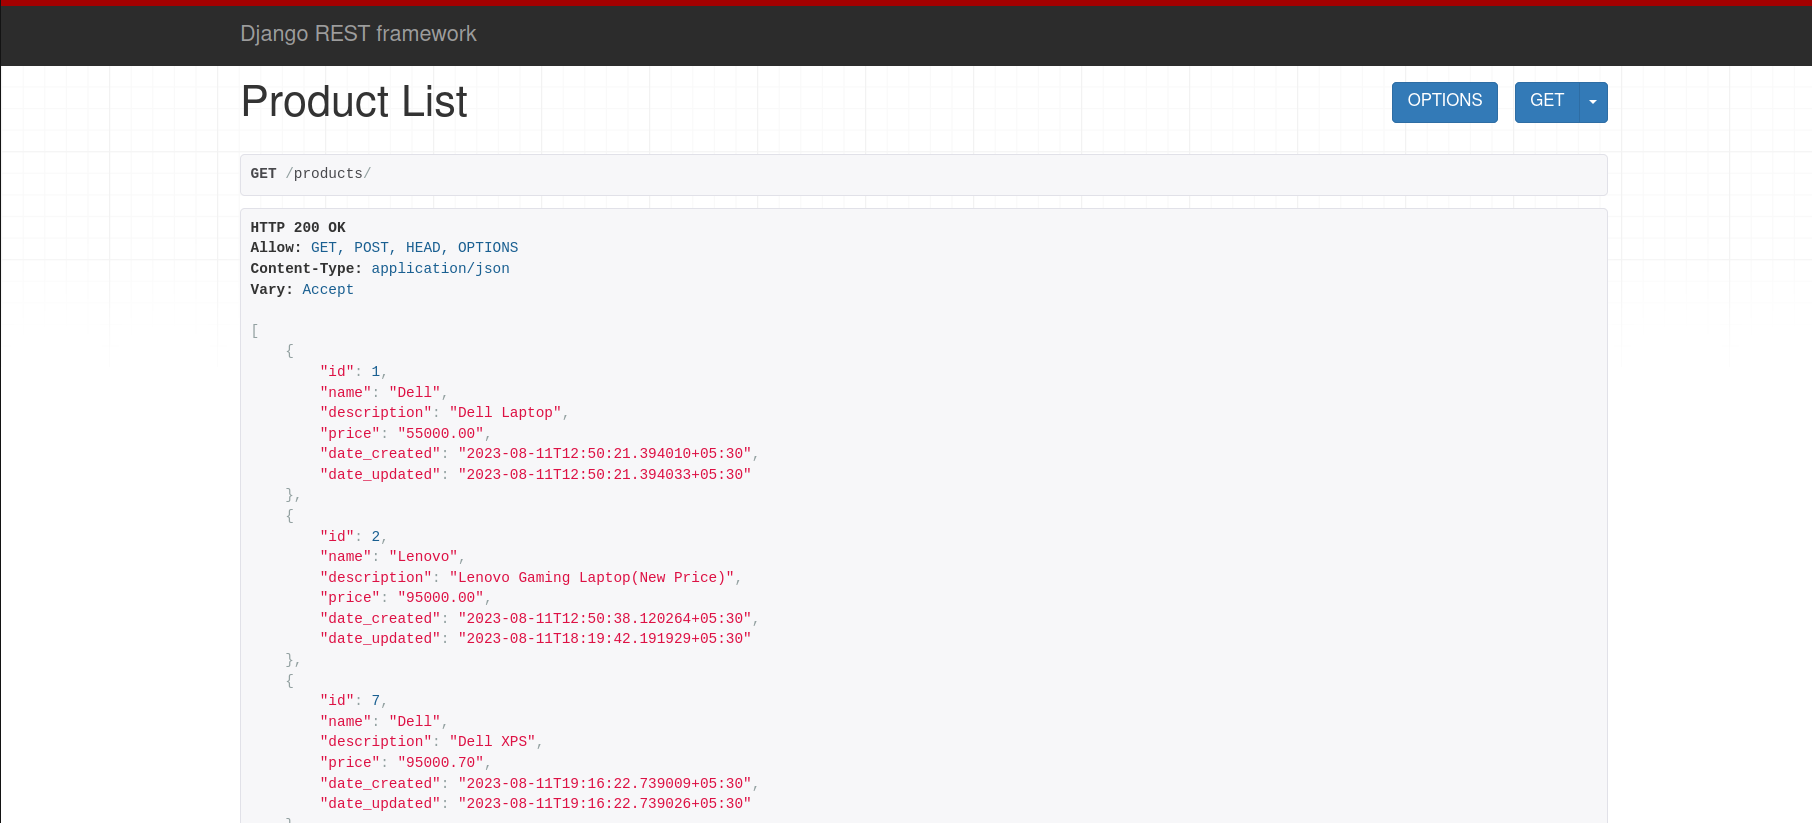 Django REST framework
Product List
OPTIONS
GET
GET /products/
HTTP 200 OK
Allow: GET, POST, HEAD, OPTIONS
Content-Type: application/json
Vary: Accept
[
    {
        "id": 1,
        "name": "Dell",
        "description": "Dell Laptop",
        "price": "55000.00",
        "date_created": "2023-08-11T12:50:21.394010+05:30",
        "date_updated": "2023-08-11T12:50:21.394033+05:30"
    },
    {
        "id": 2,
        "name": "Lenovo",
        "description": "Lenovo Gaming Laptop(New Price)",
        "price": "95000.00",
        "date_created": "2023-08-11T12:50:38.120264+05:30",
        "date_updated": "2023-08-11T18:19:42.191929+05:30"
    },
    {
        "id": 7,
        "name": "Dell",
        "description": "Dell XPS",
        "price": "95000.70",
        "date_created": "2023-08-11T19:16:22.739009+05:30",
        "date_updated": "2023-08-11T19:16:22.739026+05:30"